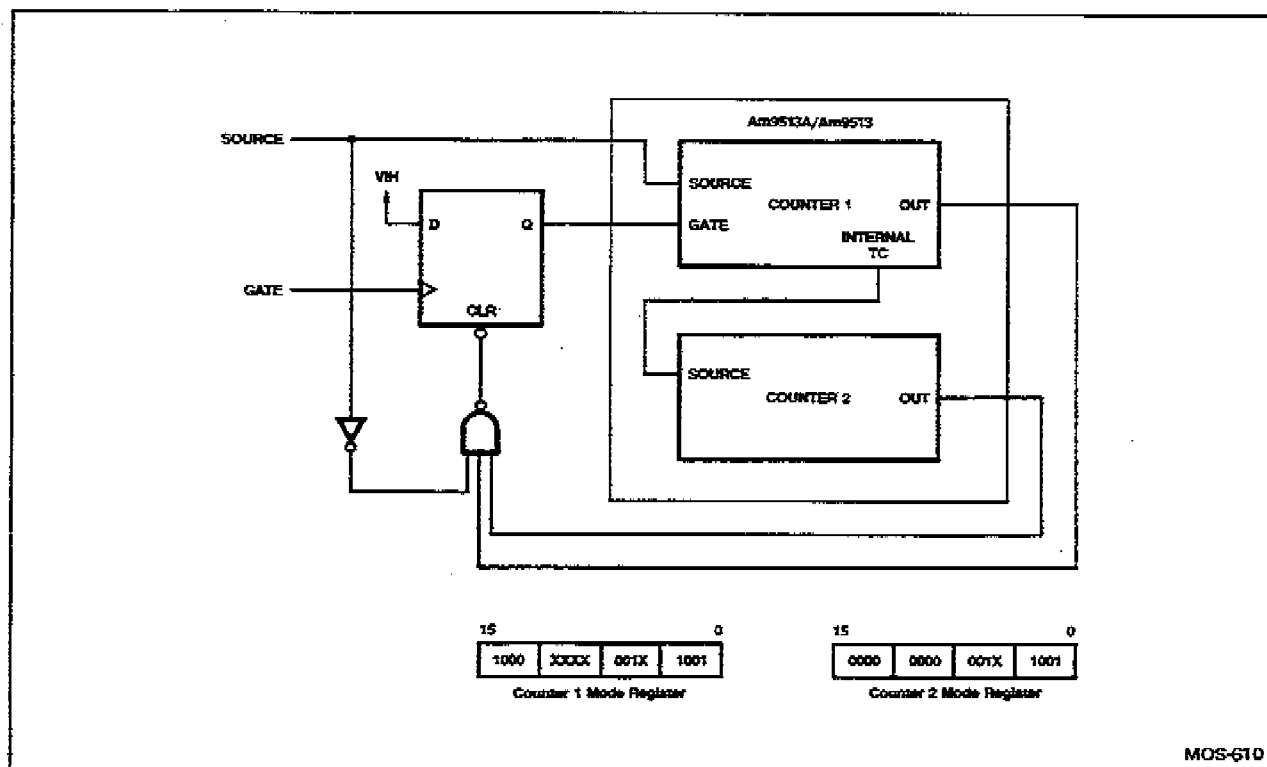 Am9513A/Am9513
SOURCE
VIH
SOURCE
COUNTER 1
OUT
D
Q
GATE
INTERNAL
TC
GATE
CLR
SOURCE
COUNTER 2
OUT
15 0
1000 XXXX 001X 1001
Counter 1 Mode Register
15 0
0000 0000 001X 1001
Counter 2 Mode Register
MOS-610